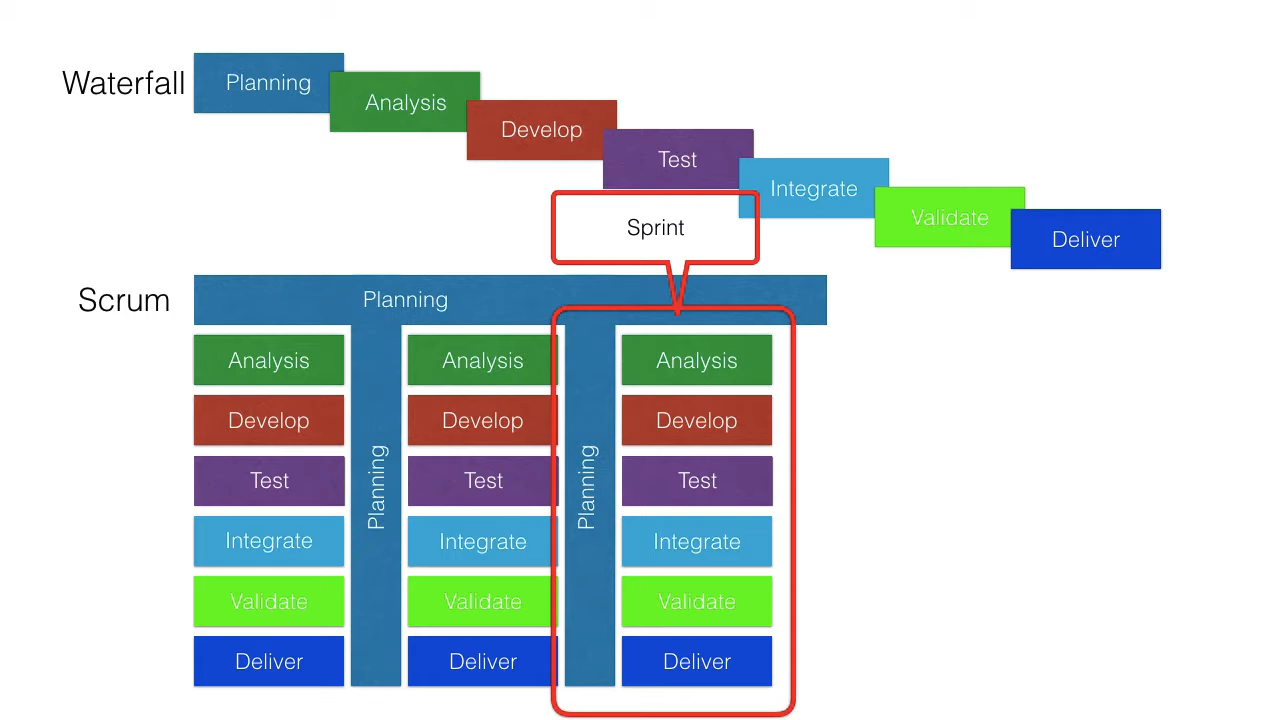 Waterfall
Planning
Analysis
Develop
Test
Integrate
Validate
Deliver
Sprint
Scrum
Planning
Analysis
Develop
Test
Integrate
Validate
Deliver
Planning
Analysis
Develop
Test
Integrate
Validate
Deliver
Planning
Analysis
Develop
Test
Integrate
Validate
Deliver